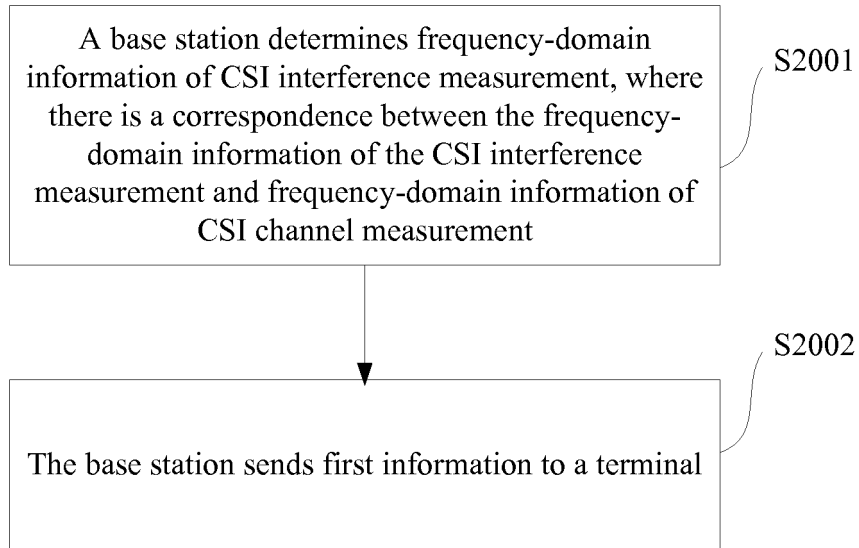 A base station determines frequency-domain
information of CSI interference measurement, where
there is a correspondence between the frequency-
domain information of the CSI interference
measurement and frequency-domain information of
CSI channel measurement
S2001
The base station sends first information to a terminal
S2002